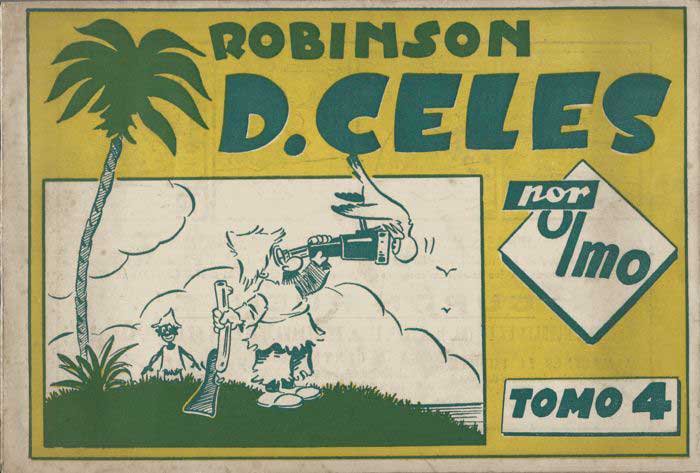 ROBINSON
D. CELES
por
Olmo
TOMO 4